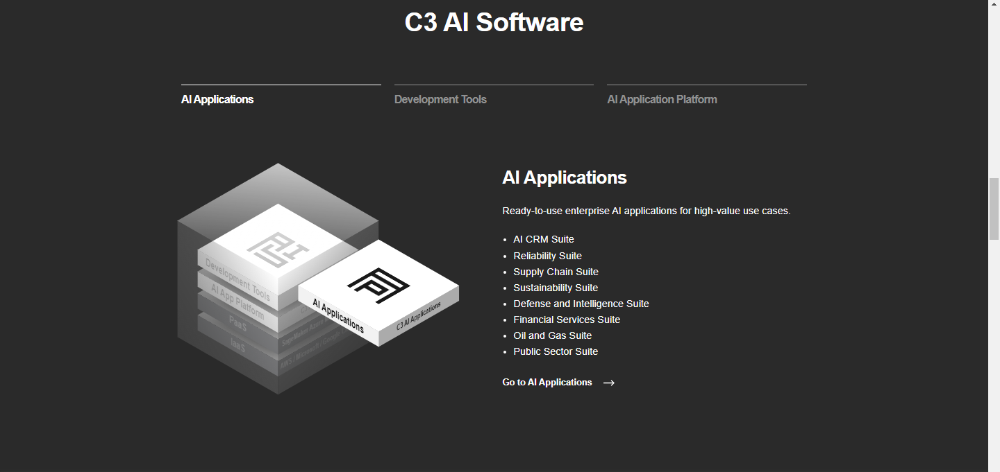 C3 AI Software
AI Applications
Development Tools
AI Application Platform
AI Applications
Ready-to-use enterprise AI applications for high-value use cases.
• AI CRM Suite
• Reliability Suite
• Supply Chain Suite
• Sustainability Suite
• Defense and Intelligence Suite
• Financial Services Suite
• Oil and Gas Suite
• Public Sector Suite
Go to AI Applications
Development Tools
AI App Platform
PaaS
IaaS
AI Applications
C3 AI Applications
SageMaker Azure
AWS / Microsoft / Google